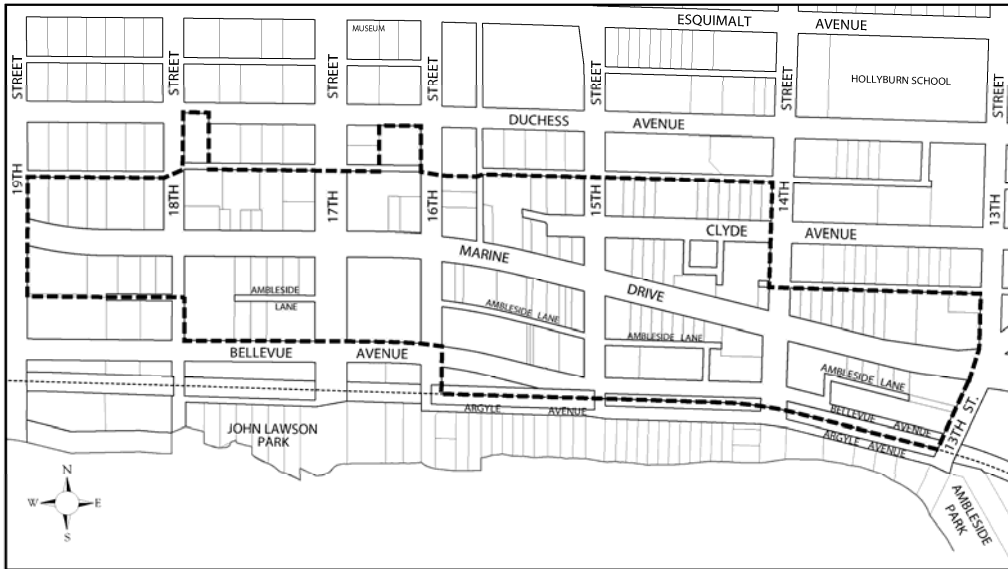 ESQUIMALT AVENUE
MUSEUM
STREET
STREET
STREET
STREET
STREET
STREET
STREET
HOLLYBURN SCHOOL
DUCHESS AVENUE
19TH
18TH
17TH
16TH
15TH
14TH
13TH
CLYDE AVENUE
MARINE DRIVE
AMBLESIDE LANE
AMBLESIDE LANE
AMBLESIDE LANE
AMBLESIDE LANE
BELLEVUE AVENUE
BELLEVUE AVENUE
ARGYLE AVENUE
ARGYLE AVENUE
13TH ST.
JOHN LAWSON
PARK
AMBLESIDE
PARK
N
W E
S